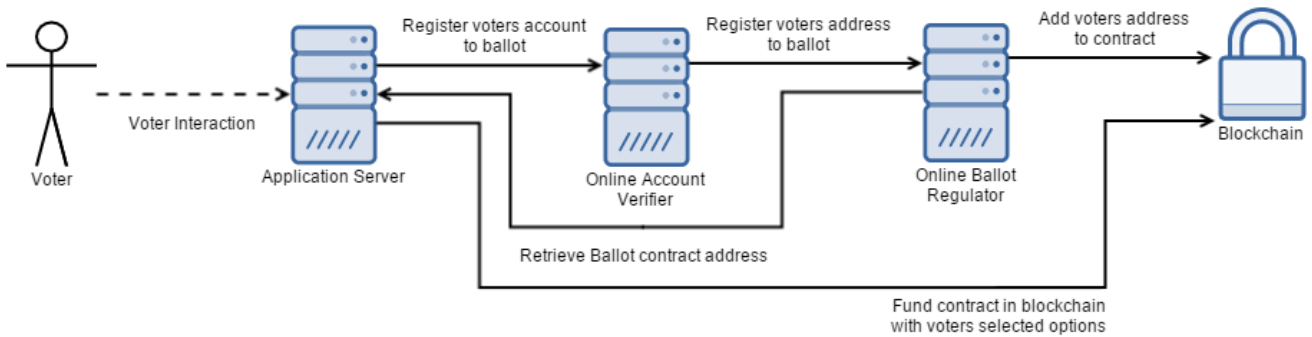 Register voters account
to ballot
Register voters address
to ballot
Add voters address
to contract
Voter Interaction
Blockchain
Voter
Application Server
Online Account
Verifier
Online Ballot
Regulator
Retrieve Ballot contract address
Fund contract in blockchain
with voters selected options